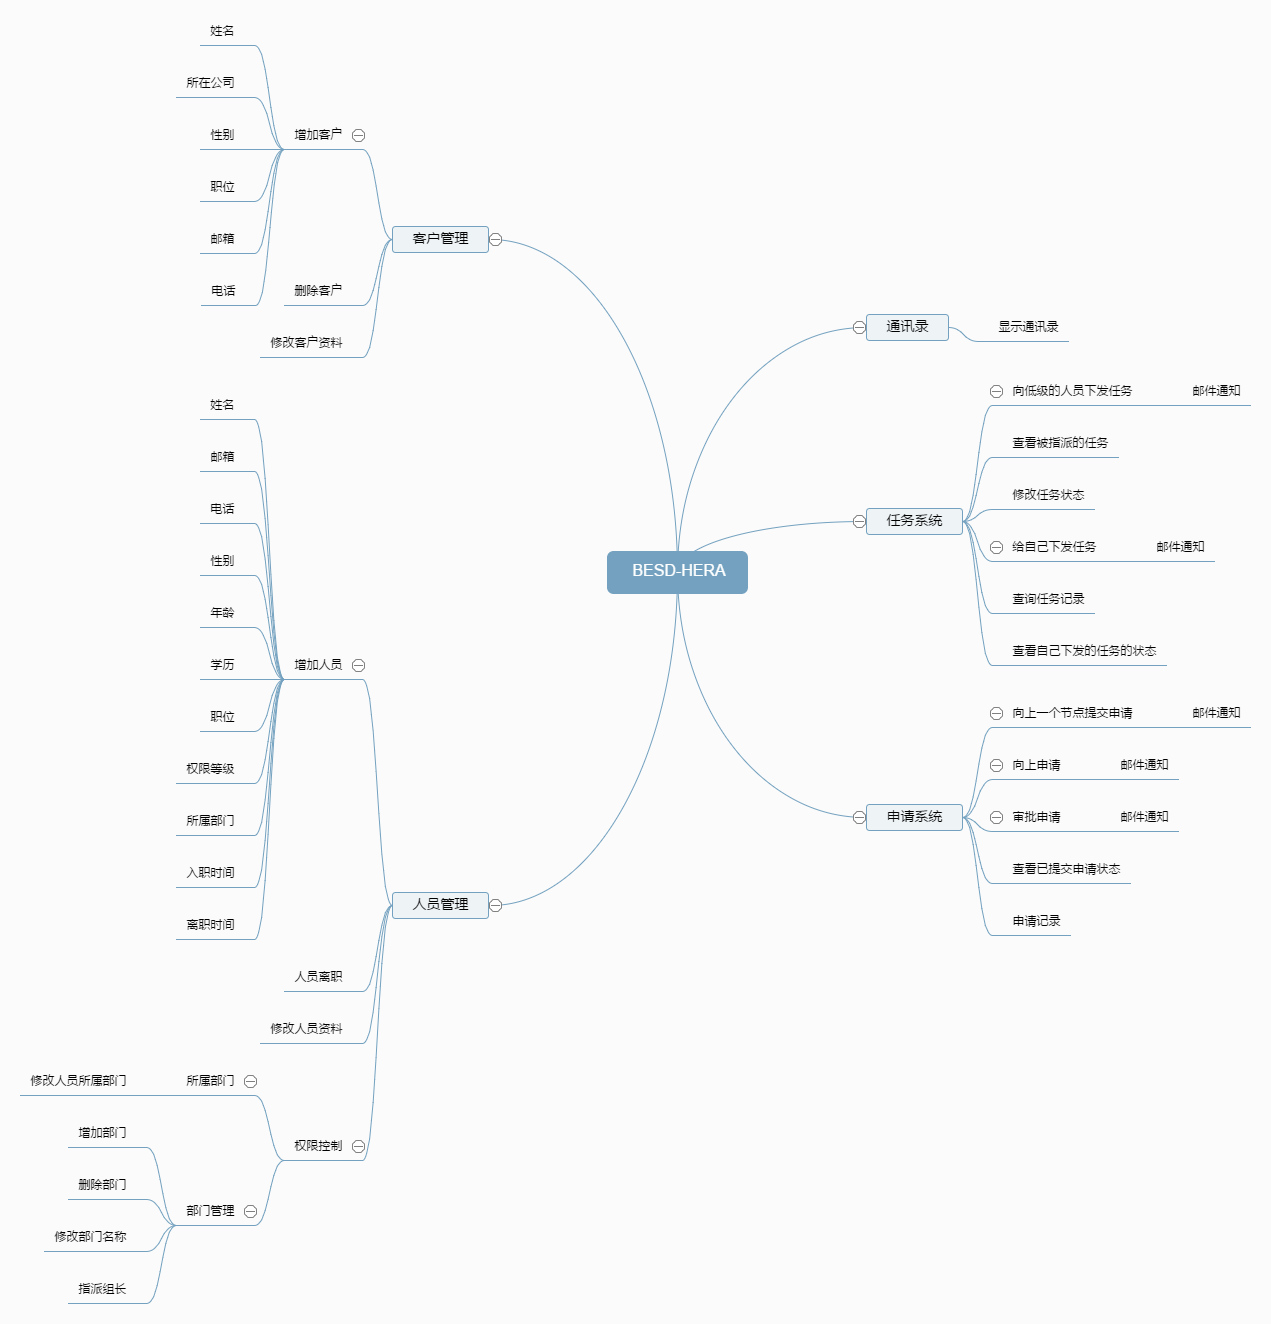 BESD-HERA
客户管理
增加客户
姓名
所在公司
性别
职位
邮箱
电话
删除客户
修改客户资料
人员管理
增加人员
姓名
邮箱
电话
性别
年龄
学历
职位
权限等级
所属部门
入职时间
离职时间
人员离职
修改人员资料
权限控制
所属部门
修改人员所属部门
部门管理
增加部门
删除部门
修改部门名称
指派组长
通讯录
显示通讯录
任务系统
向低级的人员下发任务
邮件通知
查看被指派的任务
修改任务状态
给自己下发任务
邮件通知
查询任务记录
查看自己下发的任务的状态
申请系统
向上一个节点提交申请
邮件通知
向上申请
邮件通知
审批申请
邮件通知
查看已提交申请状态
申请记录